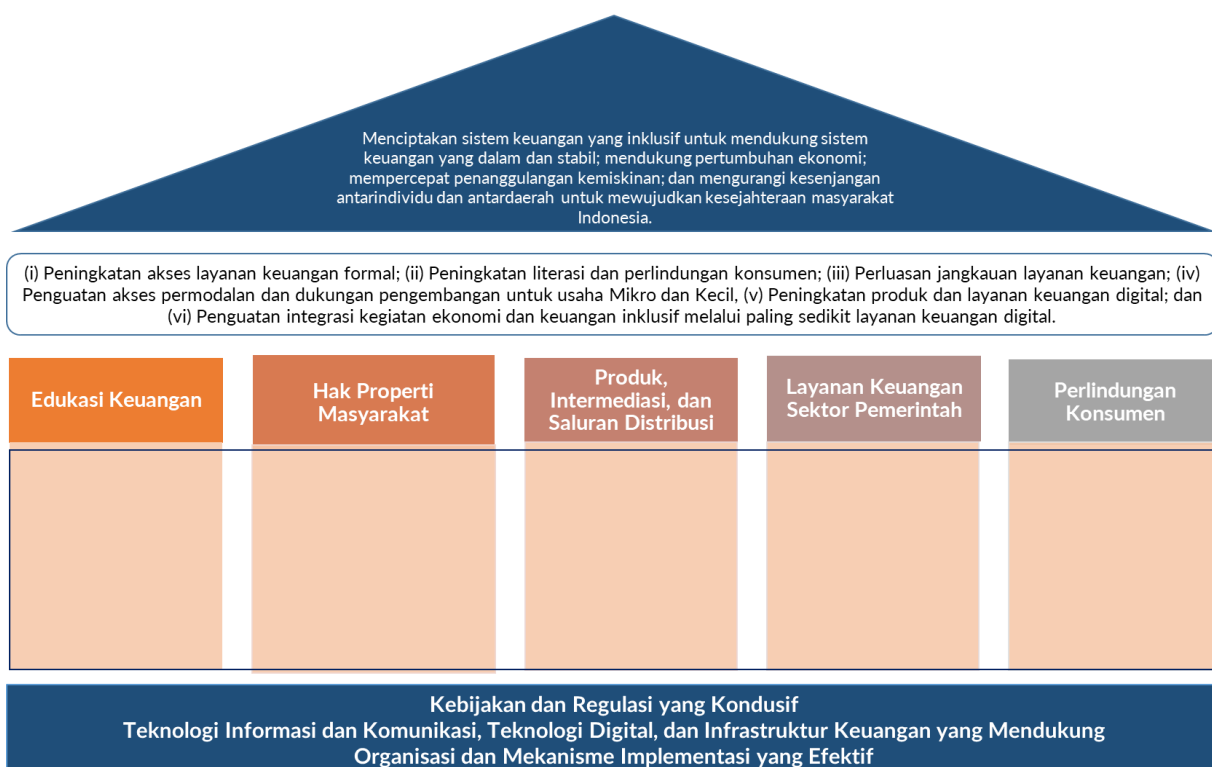 Menciptakan sistem keuangan yang inklusif untuk mendukung sistem
keuangan yang dalam dan stabil; mendukung pertumbuhan ekonomi;
mempercepat penanggulangan kemiskinan; dan mengurangi kesenjangan
antarindividu dan antardaerah untuk mewujudkan kesejahteraan masyarakat
Indonesia.
(i) Peningkatan akses layanan keuangan formal; (ii) Peningkatan literasi dan perlindungan konsumen; (iii) Perluasan jangkauan layanan keuangan; (iv)
Penguatan akses permodalan dan dukungan pengembangan untuk usaha Mikro dan Kecil, (v) Peningkatan produk dan layanan keuangan digital; dan
(vi) Penguatan integrasi kegiatan ekonomi dan keuangan inklusif melalui paling sedikit layanan keuangan digital.
Edukasi Keuangan
Hak Properti
Masyarakat
Produk,
Intermediasi, dan
Saluran Distribusi
Layanan Keuangan
Sektor Pemerintah
Perlindungan
Konsumen
Kebijakan dan Regulasi yang Kondusif
Teknologi Informasi dan Komunikasi, Teknologi Digital, dan Infrastruktur Keuangan yang Mendukung
Organisasi dan Mekanisme Implementasi yang Efektif